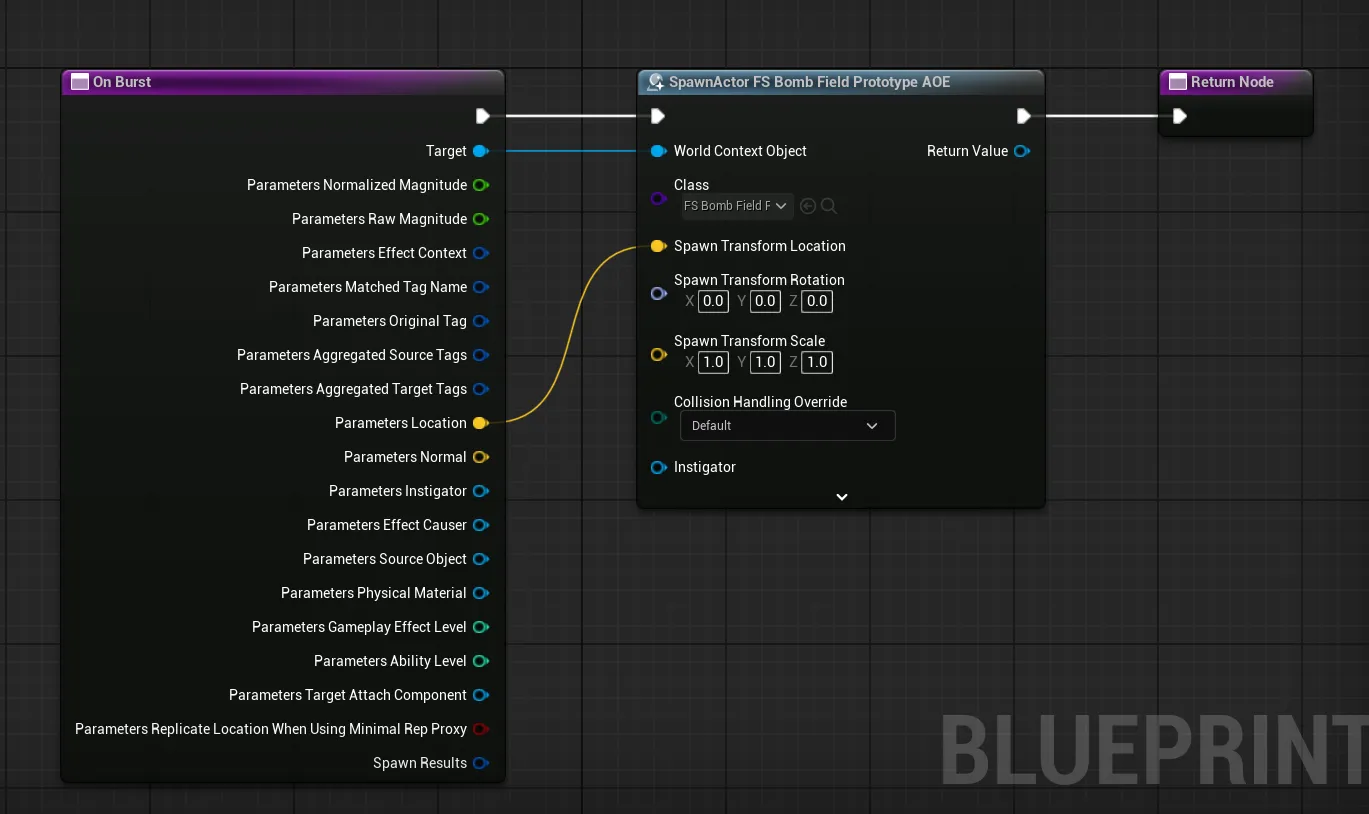 On Burst
Target
Parameters Normalized Magnitude
Parameters Raw Magnitude
Parameters Effect Context
Parameters Matched Tag Name
Parameters Original Tag
Parameters Aggregated Source Tags
Parameters Aggregated Target Tags
Parameters Location
Parameters Normal
Parameters Instigator
Parameters Effect Causer
Parameters Source Object
Parameters Physical Material
Parameters Gameplay Effect Level
Parameters Ability Level
Parameters Target Attach Component
Parameters Replicate Location When Using Minimal Rep Proxy
Spawn Results
SpawnActor FS Bomb Field Prototype AOE
World Context Object Return Value
Class
FS Bomb Field P
Spawn Transform Location
Spawn Transform Rotation
X 0.0 Y 0.0 Z 0.0
Spawn Transform Scale
X 1.0 Y 1.0 Z 1.0
Collision Handling Override
Default
Instigator
Return Node
BLUEPRINT